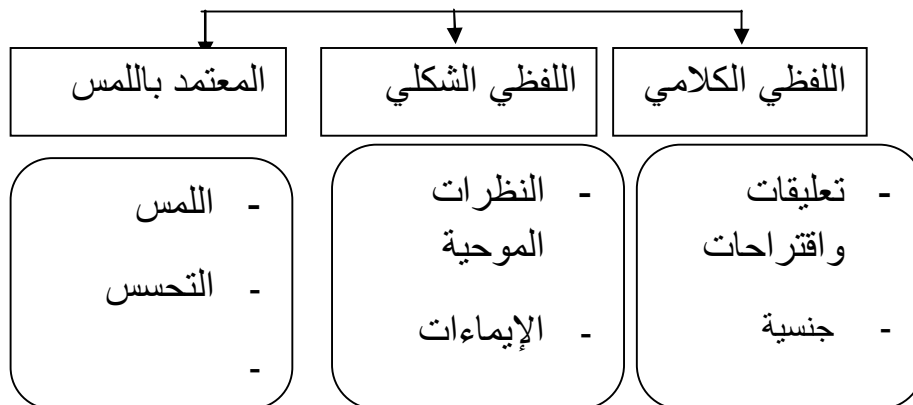 اللفظي الكلامي
اللفظي الشكلي
المعتمد باللمس
- تعليقات
واقتراحات
- جنسية
- النظرات
الموحية
- الإيماءات
- اللمس
- التحسس
-